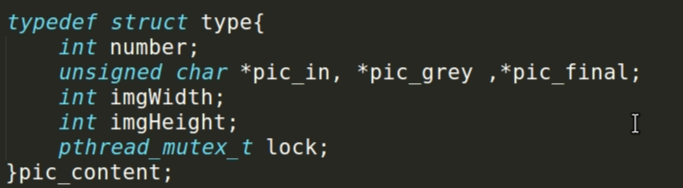 typedef struct type{
    int number;
    unsigned char *pic_in, *pic_grey ,*pic_final;
    int imgWidth;
    int imgHeight;
    pthread_mutex_t lock;
}pic_content;